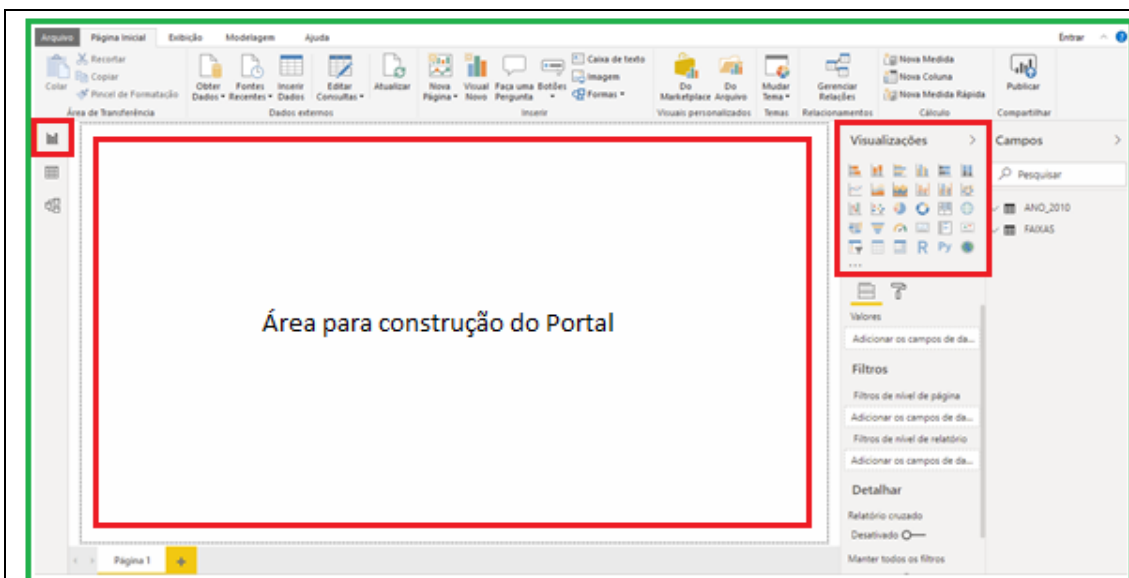 Arquivo Página Inicial Exibição Modelagem Ajuda Entrar
Colar
Recortar
Copiar
Pincel de Formatação
Área de Transferência
Obter Dados
Fontes Recentes
Inserir Dados
Editar Consultas
Dados externos
Atualizar
Nova Página
Visual Novo
Faça uma Pergunta
Botões
Caixa de texto
Imagem
Formas
Inserir
Do Marketplace
Do Arquivo
Visuais personalizados
Mudar Tema
Temas
Gerenciar Relações
Relacionamentos
Nova Medida
Nova Coluna
Nova Medida Rápida
Cálculo
Publicar
Compartilhar
Área para construção do Portal
Visualizações
R Py
...
Valores
Adicionar os campos de da...
Filtros
Filtros de nível de página
Adicionar os campos de da...
Filtros de nível de relatório
Adicionar os campos de da...
Detalhar
Relatório cruzado
Desativado
Manter todos os filtros
Campos
Pesquisar
ANO_2010
FAIXAS
Página 1